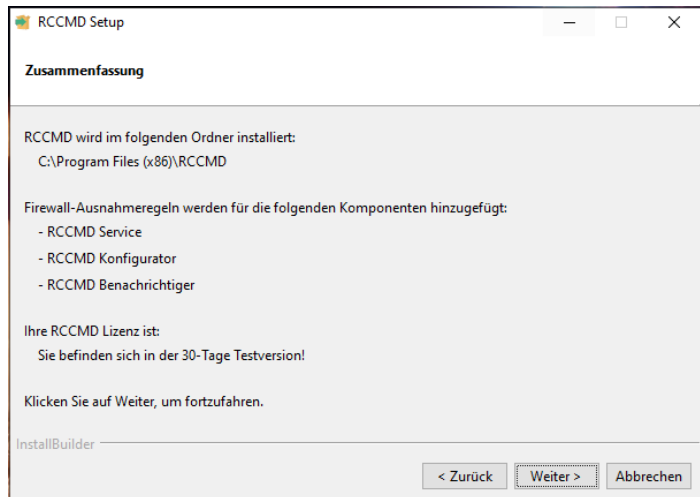 RCCMD Setup
Zusammenfassung
RCCMD wird im folgenden Ordner installiert:
C:\Program Files (x86)\RCCMD
Firewall-Ausnahmeregeln werden für die folgenden Komponenten hinzugefügt:
- RCCMD Service
- RCCMD Konfigurator
- RCCMD Benachrichtiger
Ihre RCCMD Lizenz ist:
Sie befinden sich in der 30-Tage Testversion!
Klicken Sie auf Weiter, um fortzufahren.
InstallBuilder
< Zurück Weiter > Abbrechen